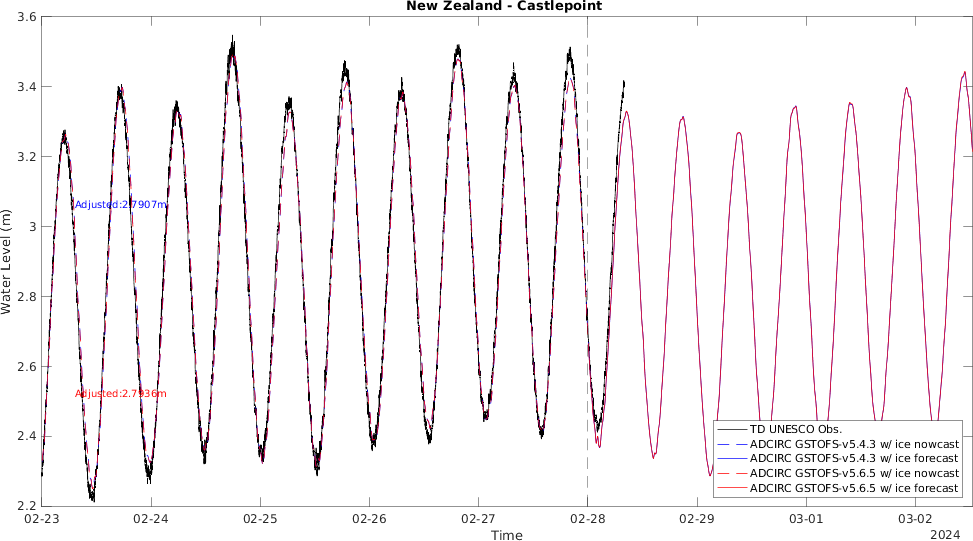 New Zealand - Castlepoint
3.6
3.4
3.2
3
2.8
2.6
2.4
2.2
Water Level (m)
Adjusted:2.7907m
Adjusted:2.7936m
TD UNESCO Obs.
ADCIRC GSTOFS-v5.4.3 w/ ice nowcast
ADCIRC GSTOFS-v5.4.3 w/ ice forecast
ADCIRC GSTOFS-v5.6.5 w/ ice nowcast
ADCIRC GSTOFS-v5.6.5 w/ ice forecast
02-23 02-24 02-25 02-26 02-27 02-28 02-29 03-01 03-02
Time
2024